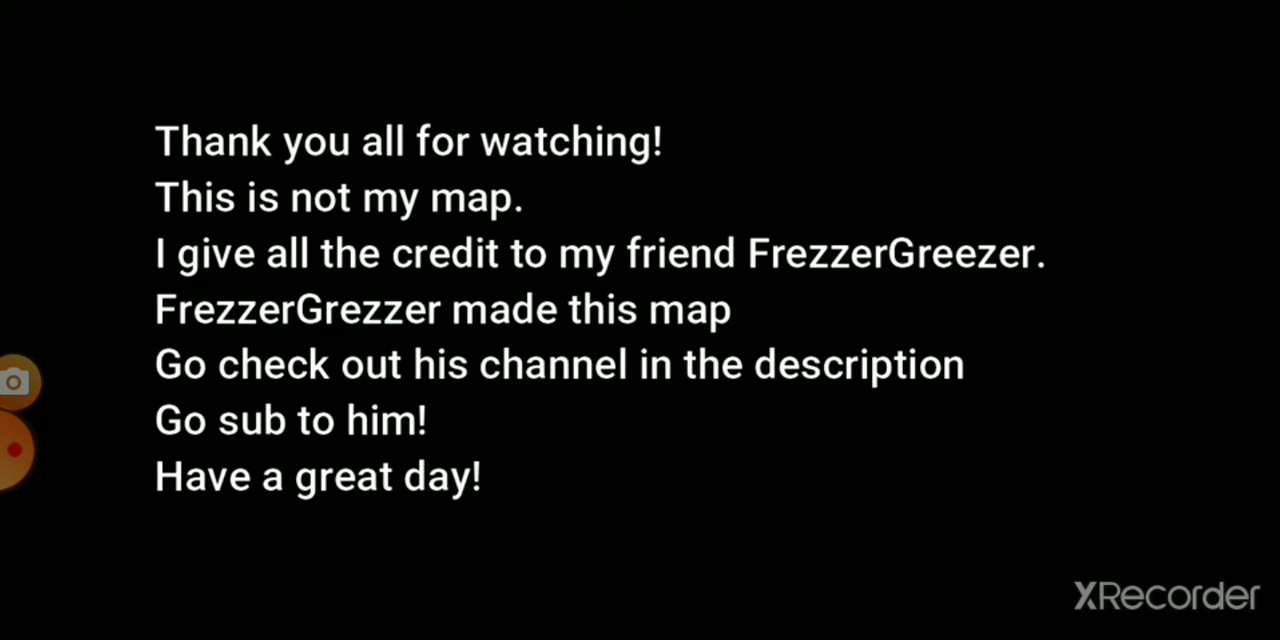 Thank you all for watching!
This is not my map.
I give all the credit to my friend FrezzerGreezer.
FrezzerGrezzer made this map
Go check out his channel in the description
Go sub to him!
Have a great day!
XRecorder